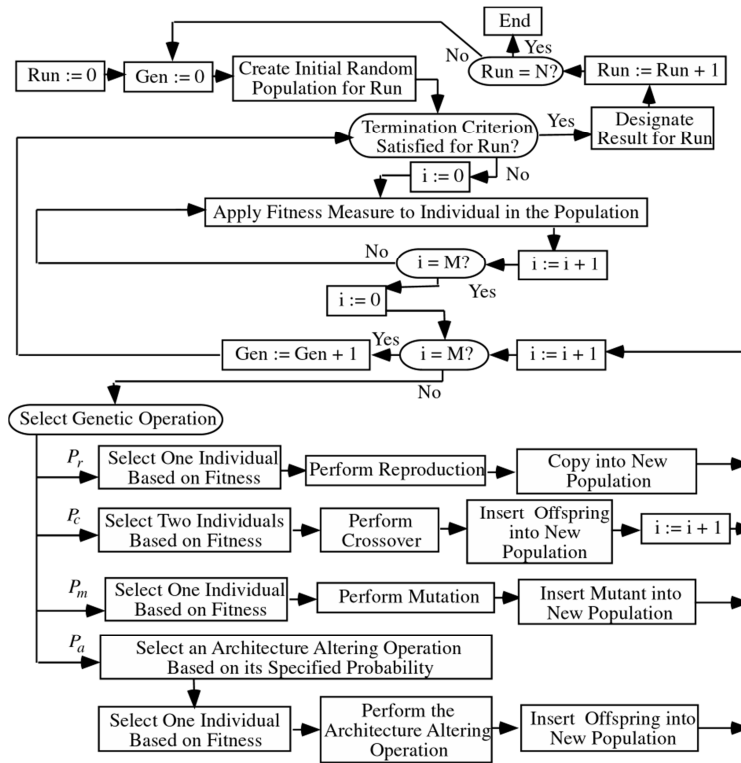 End
No
Yes
Run := 0
Gen := 0
Create Initial Random
Population for Run
Run = N?
Run := Run + 1
Termination Criterion
Satisfied for Run?
Yes
Designate
Result for Run
i := 0
No
Apply Fitness Measure to Individual in the Population
No
i = M?
i := i + 1
Yes
i := 0
Gen := Gen + 1
Yes
i = M?
i := i + 1
No
Select Genetic Operation
Pr
Select One Individual
Based on Fitness
Perform Reproduction
Copy into New
Population
Pc
Select Two Individuals
Based on Fitness
Perform
Crossover
Insert Offspring
into New
Population
i := i + 1
Pm
Select One Individual
Based on Fitness
Perform Mutation
Insert Mutant into
New Population
Pa
Select an Architecture Altering Operation
Based on its Specified Probability
Select One Individual
Based on Fitness
Perform the
Architecture Altering
Operation
Insert Offspring into
New Population